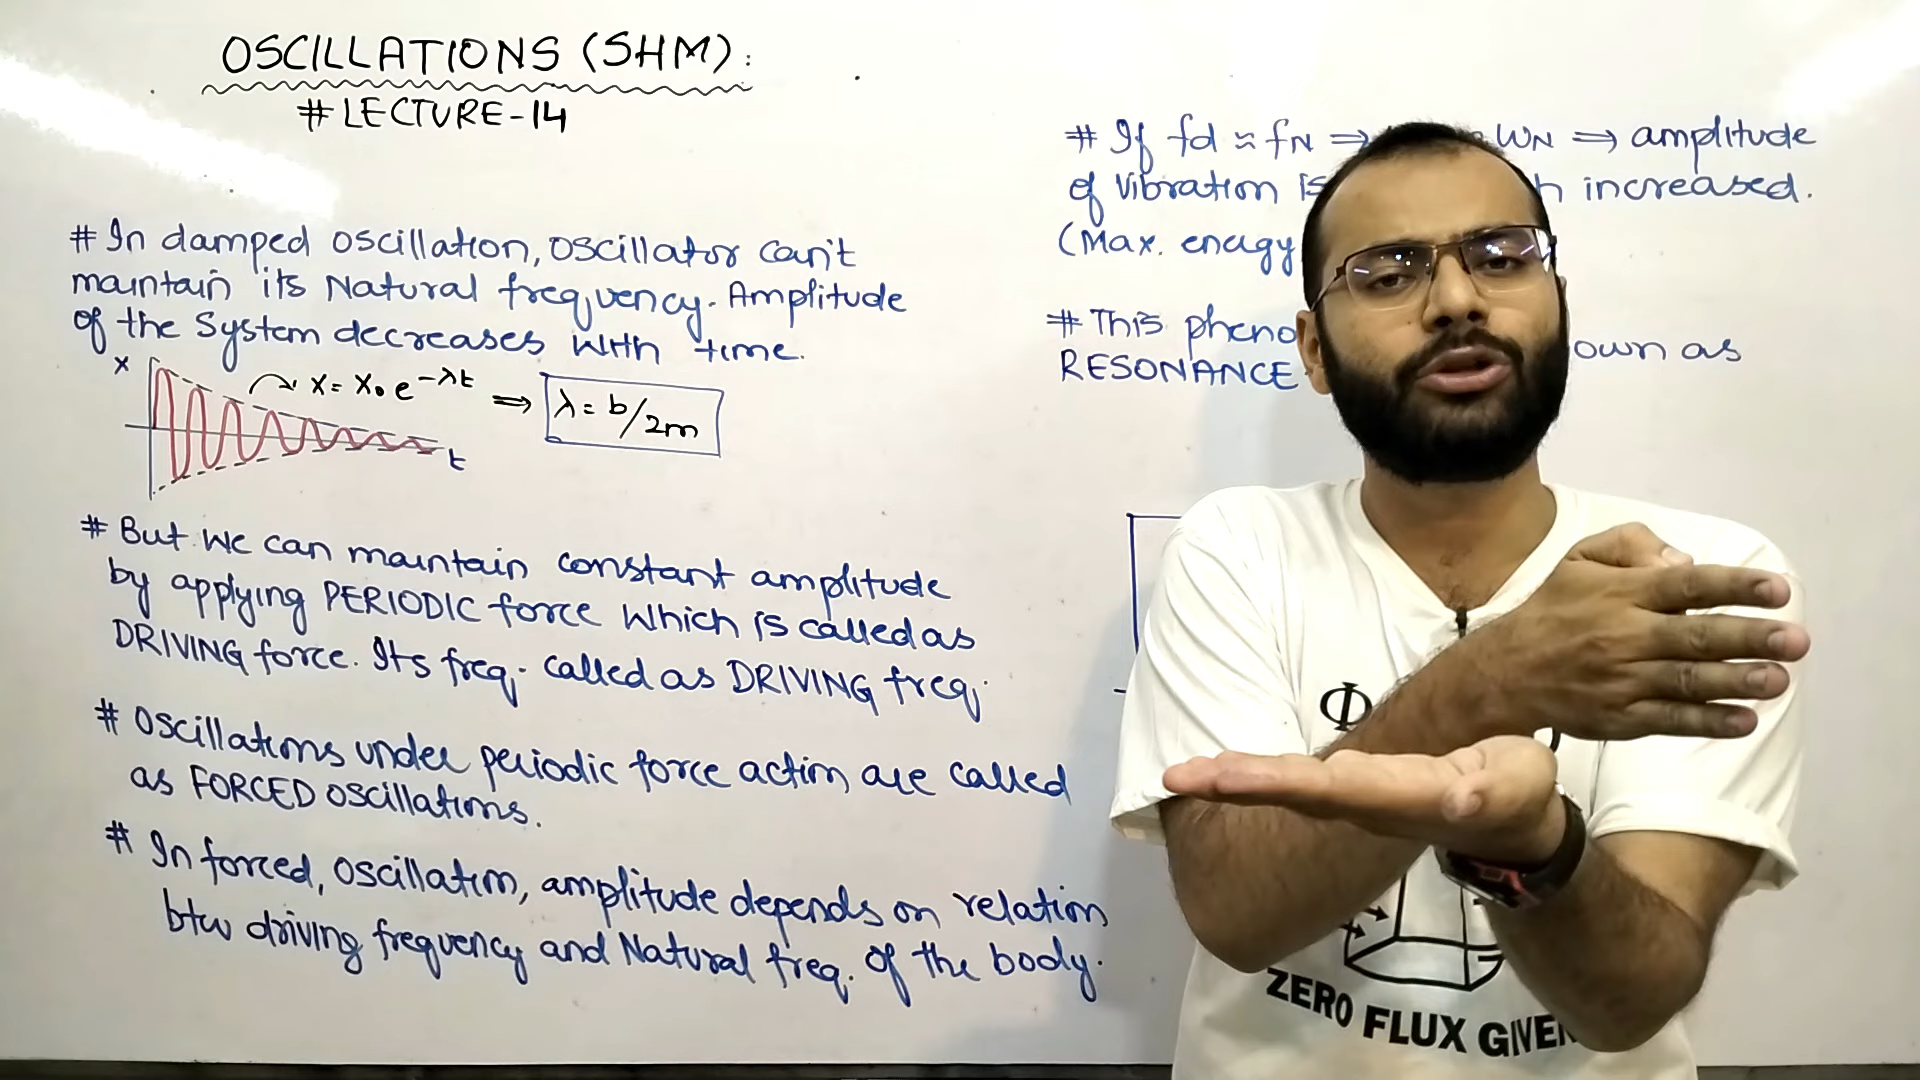 OSCILLATIONS (SHM):
# LECTURE-14
# In damped oscillation, oscillator can't
maintain its Natural frequency. Amplitude
of the System decreases with time.
x
x = x₀ e^-λt ⇒ λ = b/2m
t
# But we can maintain constant amplitude
by applying PERIODIC force which is called as
DRIVING force. Its freq. called as DRIVING freq.
# Oscillations under periodic force action are called
as FORCED oscillations.
# In forced, oscillation, amplitude depends on relation
btw driving frequency and Natural freq. of the body.
# If fd ≈ fN ⇒ WN ⇒ amplitude
of vibration is increased.
(Max. energy
# This as
RESONANCE
Φ
ZERO FLUX GIVEN